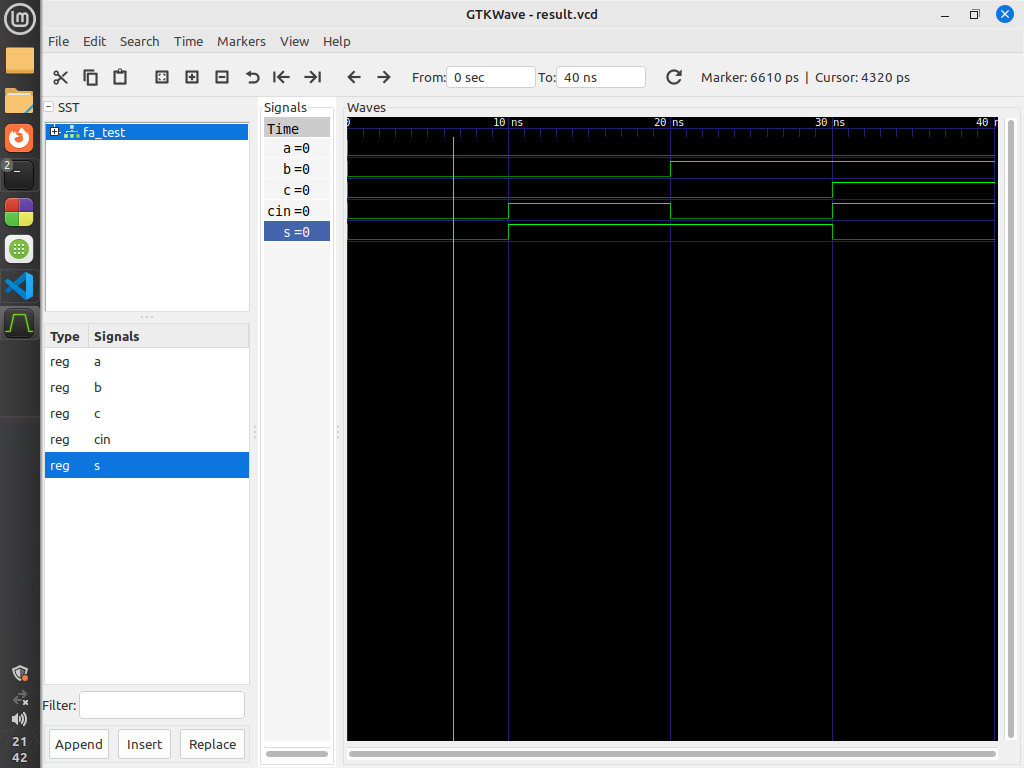 GTKWave - result.vcd
File Edit Search Time Markers View Help
From: 0 sec To: 40 ns Marker: 6610 ps | Cursor: 4320 ps
SST
fa_test
Signals
Time
a =0
b =0
c =0
cin =0
s =0
Waves
0 10 ns 20 ns 30 ns 40 n
Type Signals
reg a
reg b
reg c
reg cin
reg s
Filter:
Append Insert Replace
2
21
42